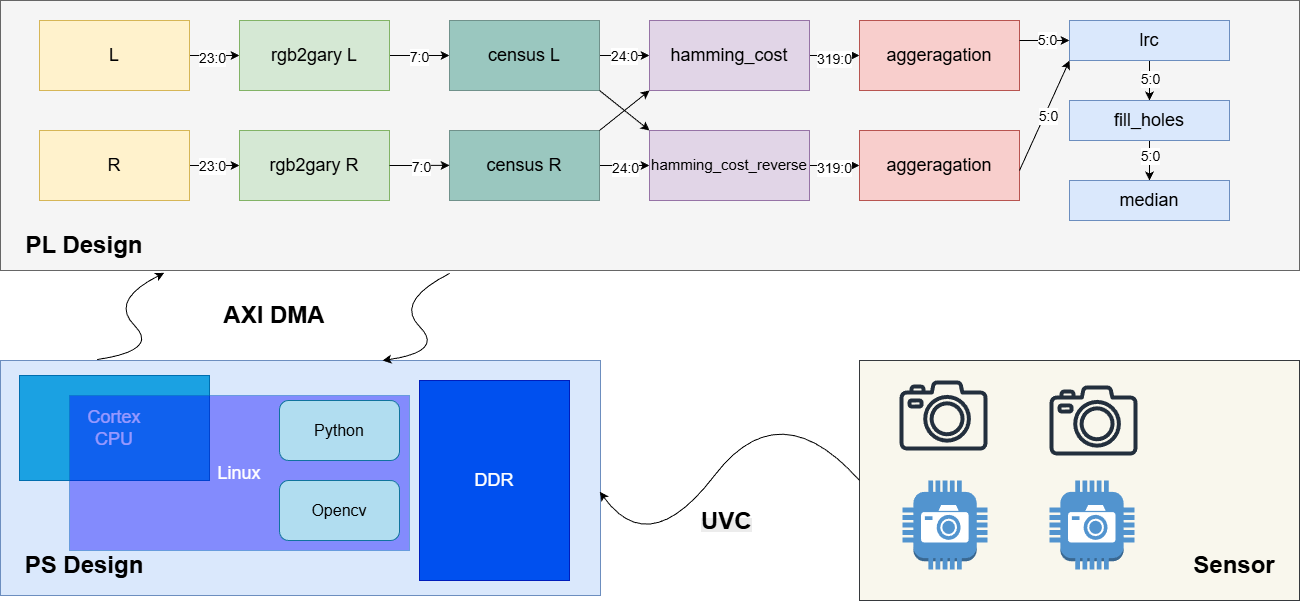 L
23:0
rgb2gary L
7:0
census L
24:0
hamming_cost
319:0
aggeragation
5:0
lrc
5:0
fill_holes
5:0
median
R
23:0
rgb2gary R
7:0
census R
24:0
hamming_cost_reverse
319:0
aggeragation
5:0
PL Design
AXI DMA
Cortex
CPU
Linux
Python
Opencv
DDR
PS Design
UVC
Sensor